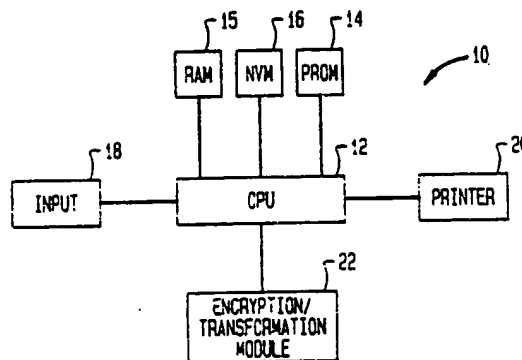 15 16 14
RAM NVM PROM
10
18 12 20
INPUT CPU PRINTER
22
ENCRYPTION/
TRANSFORMATION
MODULE